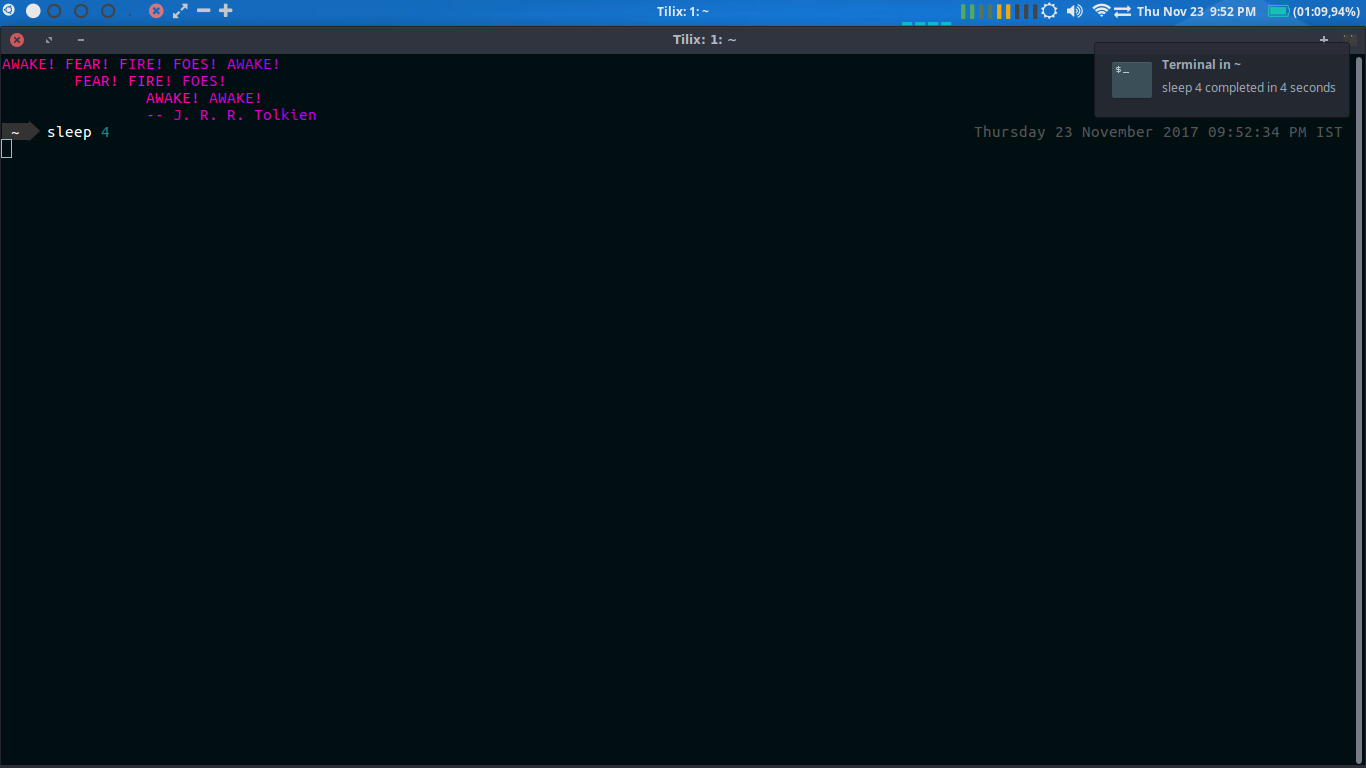 Tilix: 1: ~
Thu Nov 23 9:52 PM
(01:09,94%)
Tilix: 1: ~
AWAKE! FEAR! FIRE! FOES! AWAKE!
FEAR! FIRE! FOES!
AWAKE! AWAKE!
-- J. R. R. Tolkien
~ sleep 4
Thursday 23 November 2017 09:52:34 PM IST
$_
Terminal in ~
sleep 4 completed in 4 seconds